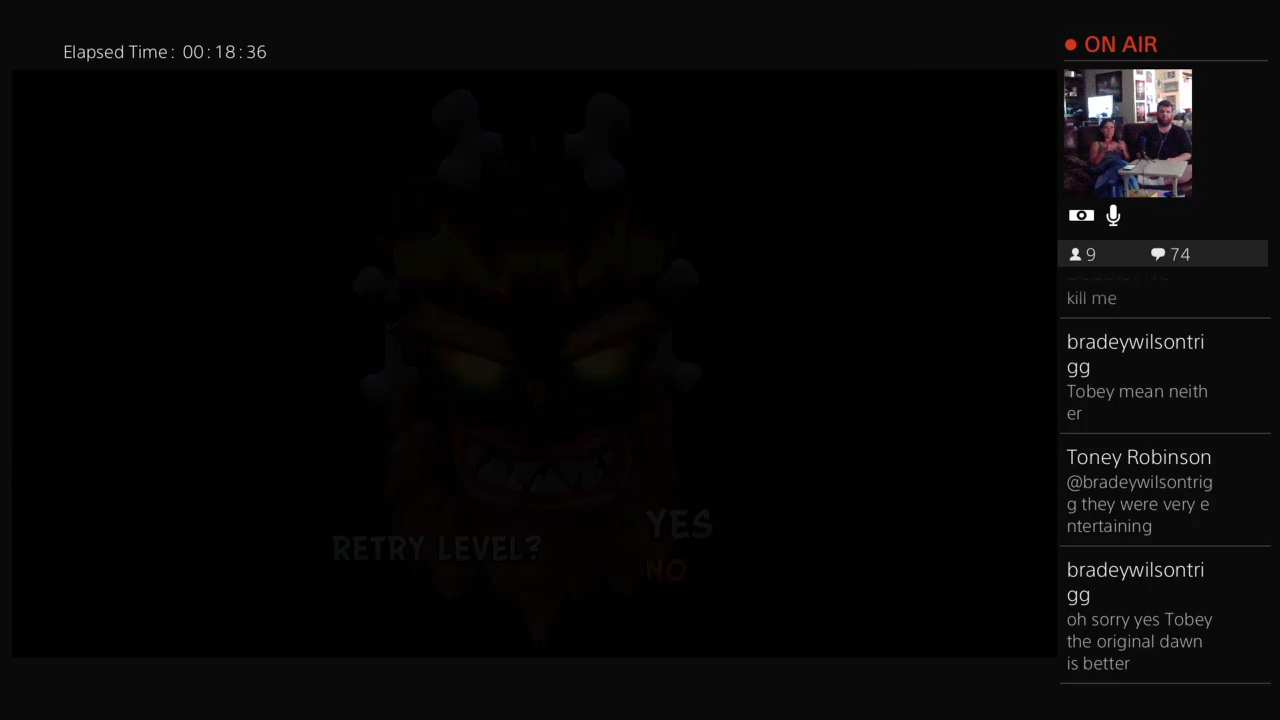 Elapsed Time: 00:18:36
ON AIR
9 74
kill me
bradeywilsontri
gg
Tobey mean neith
er
Toney Robinson
@bradeywilsontrig
g they were very e
ntertaining
bradeywilsontri
gg
oh sorry yes Tobey
the original dawn
is better
YES
RETRY LEVEL?
NO